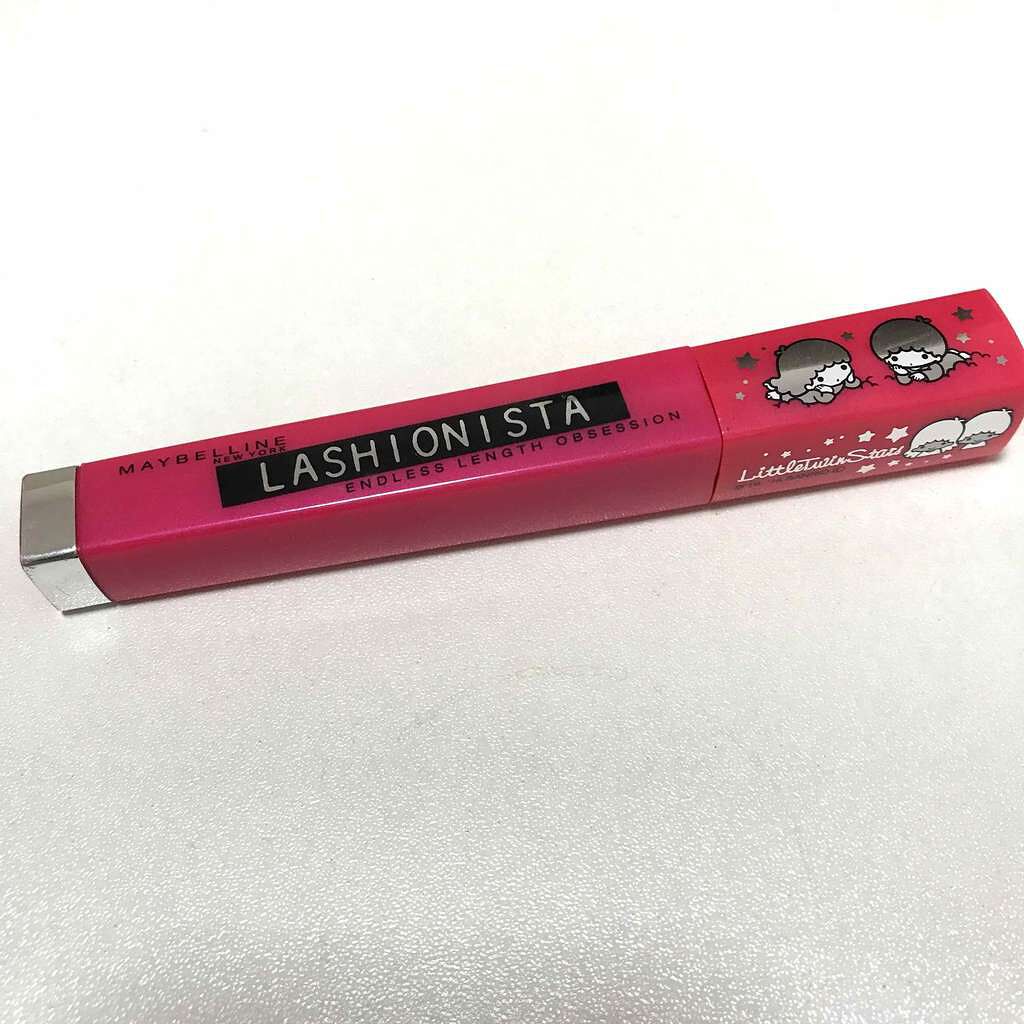 MAYBELLINE
NEW YORK
LASHIONISTA
ENDLESS LENGTH OBSESSION
LittleTwinStars